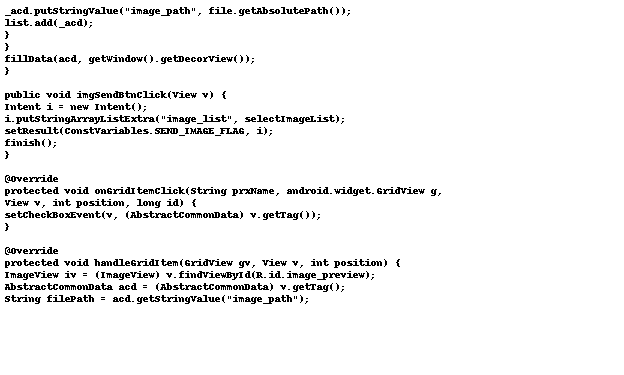 _acd.putStringValue("image_path", file.getAbsolutePath());
list.add(_acd);
}
}
fillData(acd, getWindow().getDecorView());
}
public void imgSendBtnClick(View v) {
Intent i = new Intent();
i.putStringArrayListExtra("image_list", selectImageList);
setResult(ConstVariables.SEND_IMAGE_FLAG, i);
finish();
}
@Override
protected void onGridItemClick(String prxName, android.widget.GridView g,
View v, int position, long id) {
setCheckBoxEvent(v, (AbstractCommonData) v.getTag());
}
@Override
protected void handleGridItem(GridView gv, View v, int position) {
ImageView iv = (ImageView) v.findViewById(R.id.image_preview);
AbstractCommonData acd = (AbstractCommonData) v.getTag();
String filePath = acd.getStringValue("image_path");